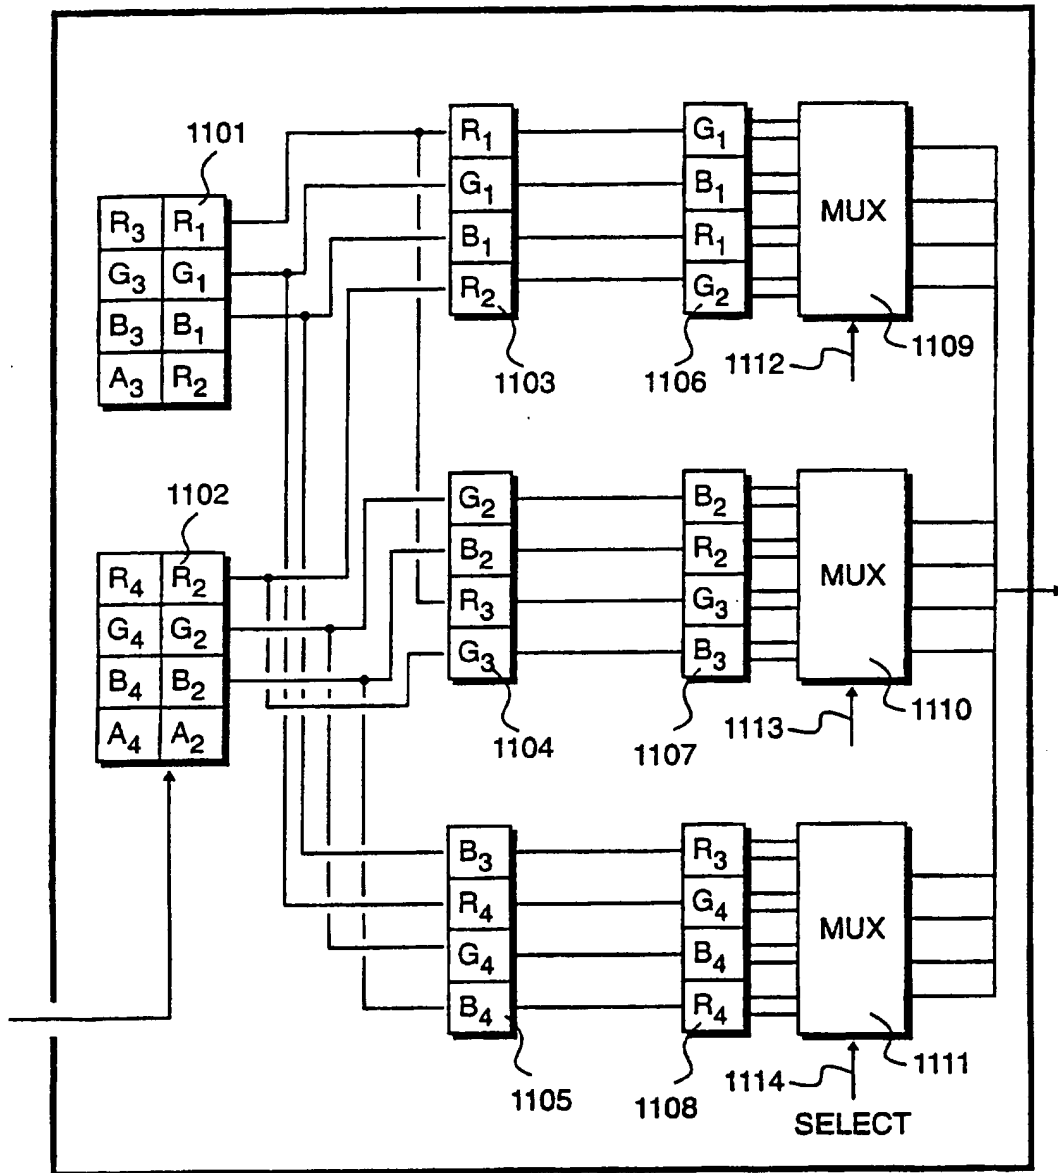 1101
R3 R1
G3 G1
B3 B1
A3 R2
1102
R4 R2
G4 G2
B4 B2
A4 A2
R1
G1
B1
R2
1103
G1
B1
R1
G2
1106
MUX
1109
1112
G2
B2
R3
G3
1104
B2
R2
G3
B3
1107
MUX
1110
1113
B3
R4
G4
B4
1105
R3
G4
B4
R4
1108
MUX
1111
1114
SELECT